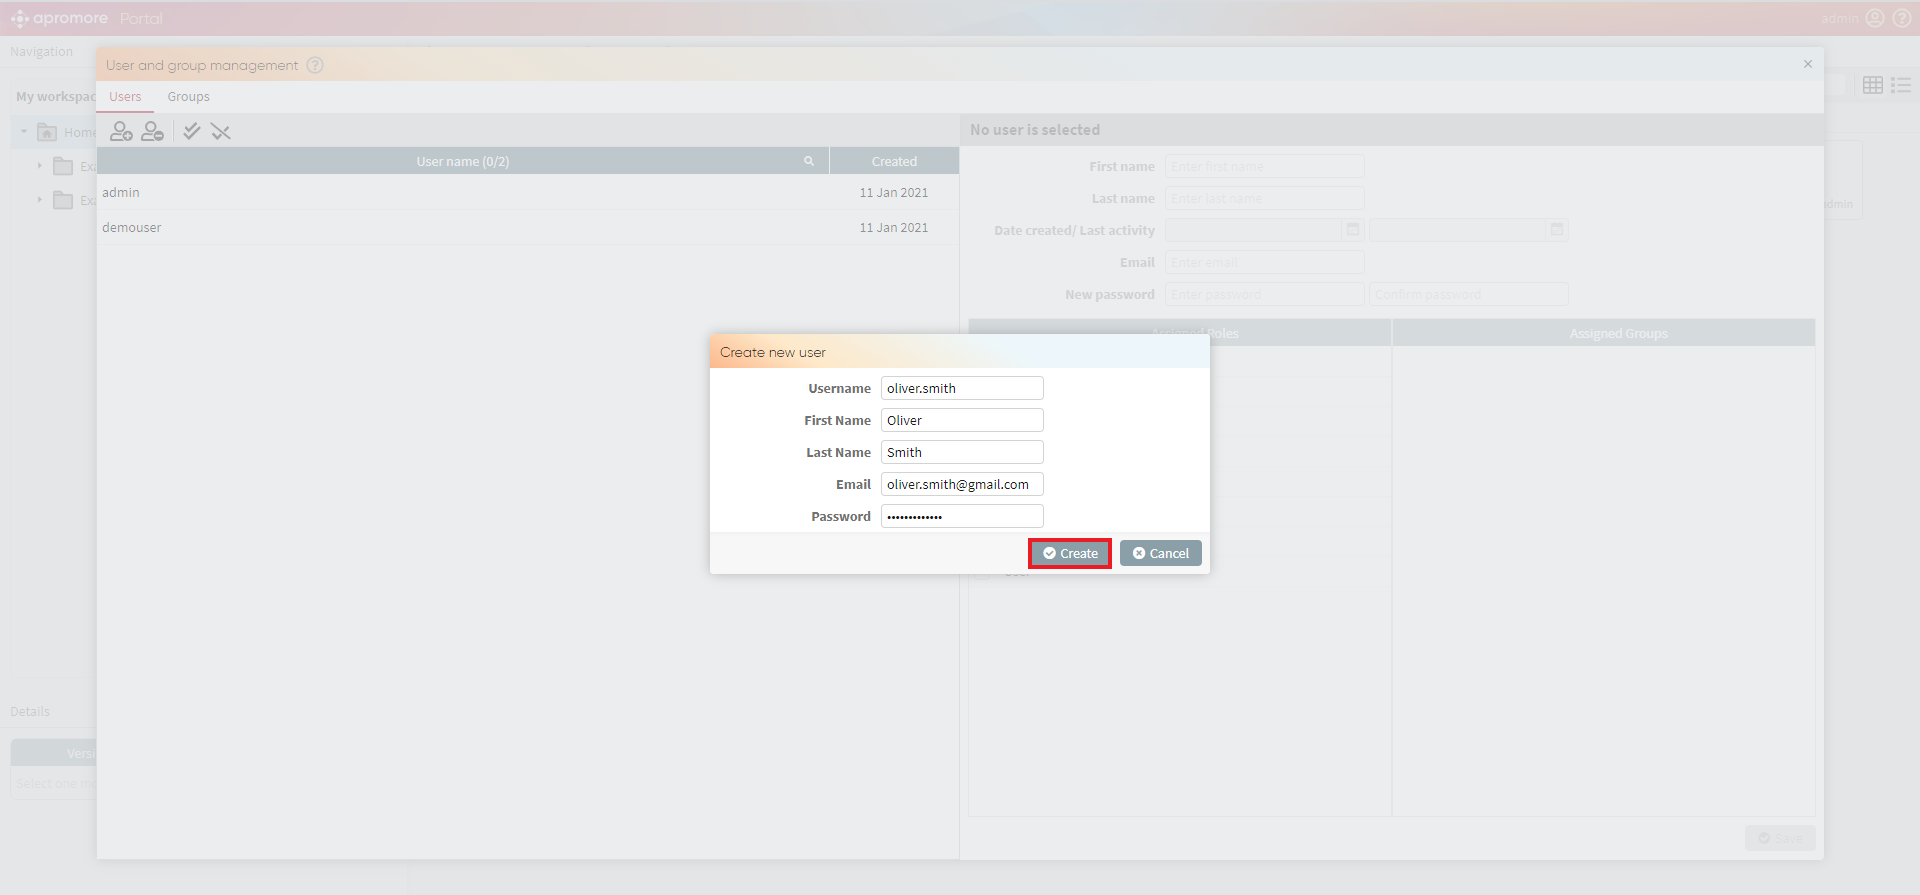 apromore Portal
admin
Navigation
User and group management
Users Groups
My workspac
Home
No user is selected
User name (0/2) Created
First name Enter first name
admin 11 Jan 2021
Last name Enter last name
admin
demouser 11 Jan 2021
Date created/ Last activity
Email Enter email
New password Enter password Confirm password
Assigned Roles Assigned Groups
Create new user
Username oliver.smith
First Name Oliver
Last Name Smith
Email oliver.smith@gmail.com
Password •••••••••••••
Create Cancel
Details
Versi
Select one mo
Save